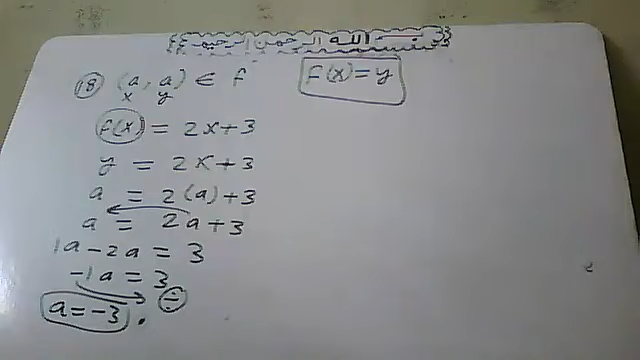 بسم الله الرحمن الرحيم
(18) (a, a) ∈ f
x y
f(x) = y
f(x) = 2x+3
y = 2x+3
a = 2(a)+3
a = 2a+3
1a-2a = 3
-1a = 3
÷
a = -3.